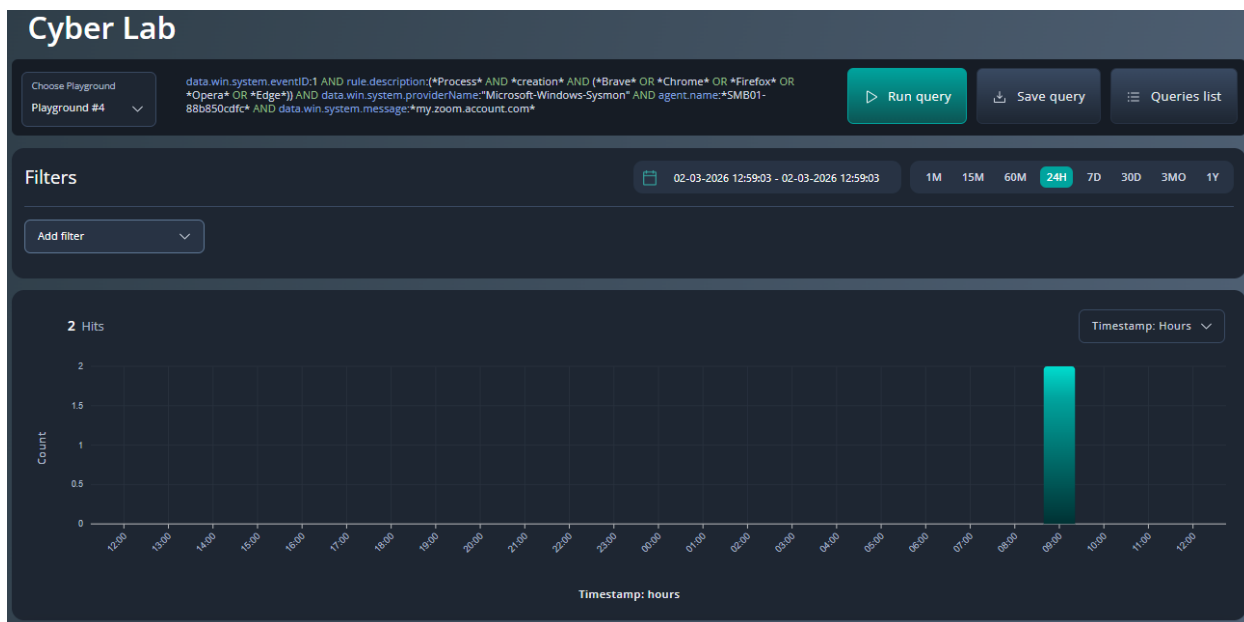 Cyber Lab
Choose Playground
Playground #4
data.win.system.eventID:1 AND rule.description:(*Process* AND *creation* AND (*Brave* OR *Chrome* OR *Firefox* OR
*Opera* OR *Edge*)) AND data.win.system.providerName:"Microsoft-Windows-Sysmon" AND agent.name:*SMB01-
88b850cdfc* AND data.win.system.message:*my.zoom.account.com*
Run query
Save query
Queries list
Filters
02-03-2026 12:59:03 - 02-03-2026 12:59:03
1M 15M 60M 24H 7D 30D 3MO 1Y
Add filter
2 Hits
Timestamp: Hours
Count
2
1.5
1
0.5
0
12:00 13:00 14:00 15:00 16:00 17:00 18:00 19:00 20:00 21:00 22:00 23:00 00:00 01:00 02:00 03:00 04:00 05:00 06:00 07:00 08:00 09:00 10:00 11:00 12:00
Timestamp: hours